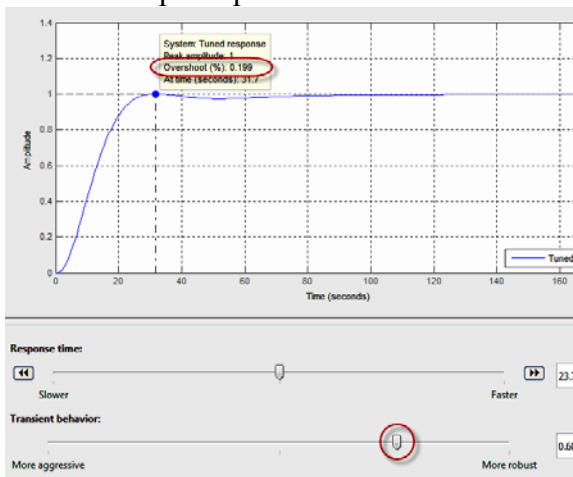 1.4
System: Tuned response
Peak amplitude: 1
Overshoot (%): 0.199
At time (seconds): 31.7
1.2
1
0.8
0.6
0.4
0.2
0
Amplitude
Tuned
0 20 40 60 80 100 120 140 160
Time (seconds)
Response time:
Slower
Faster
Transient behavior:
More aggressive
More robust